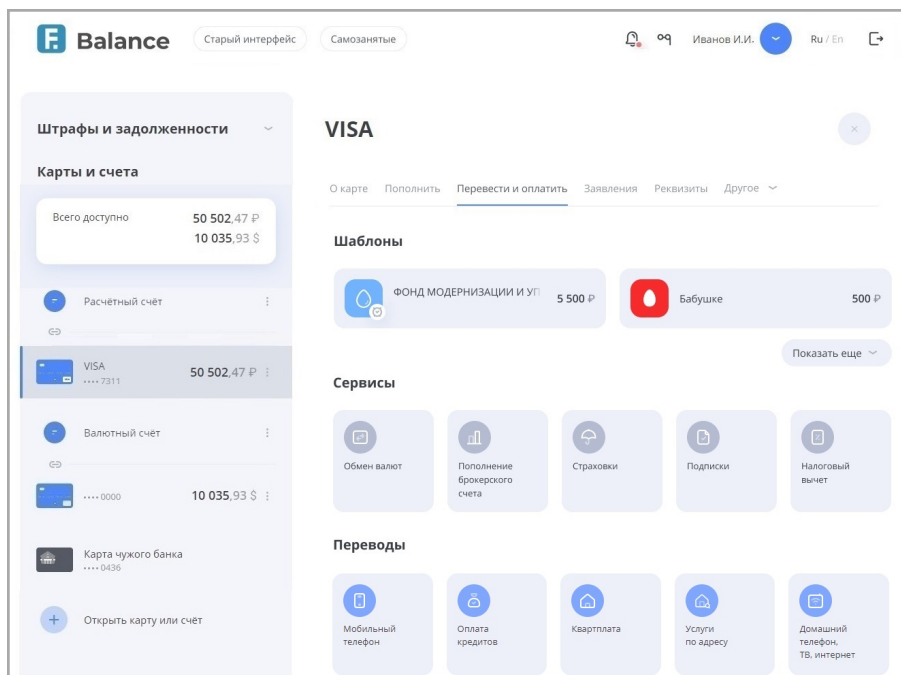 F. Balance
Старый интерфейс
Самозанятые
Иванов И.И.
Ru / En
Штрафы и задолженности
Карты и счета
Всего доступно
50 502,47 ₽
10 035,93 $
Расчётный счёт
VISA
•••• 7311
50 502,47 ₽
Валютный счёт
•••• 0000
10 035,93 $
Карта чужого банка
•••• 0436
Открыть карту или счёт
VISA
О карте
Пополнить
Перевести и оплатить
Заявления
Реквизиты
Другое
Шаблоны
ФОНД МОДЕРНИЗАЦИИ И УП
5 500 ₽
Бабушке
500 ₽
Показать еще
Сервисы
Обмен валют
Пополнение
брокерского
счета
Страховки
Подписки
Налоговый
вычет
Переводы
Мобильный
телефон
Оплата
кредитов
Квартплата
Услуги
по адресу
Домашний
телефон,
ТВ, интернет